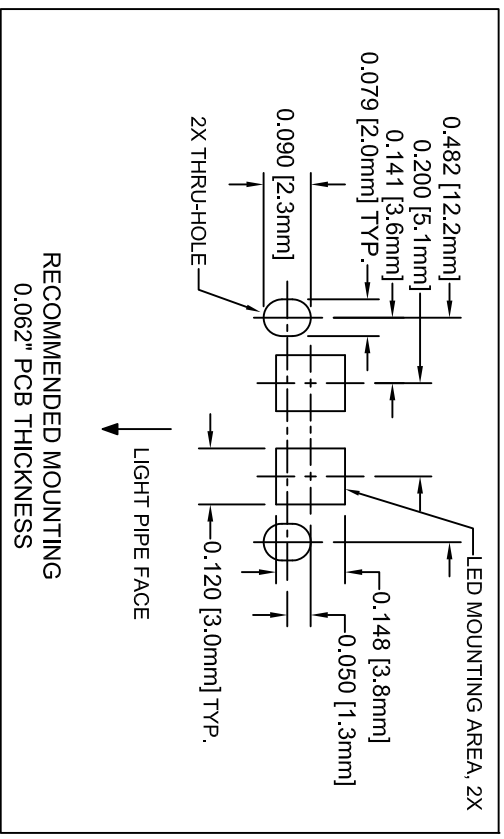 0.482 [12.2mm]
0.200 [5.1mm]
0.141 [3.6mm]
0.079 [2.0mm] TYP.
0.090 [2.3mm]
2X THRU-HOLE
LED MOUNTING AREA, 2X
0.148 [3.8mm]
0.050 [1.3mm]
0.120 [3.0mm] TYP.
LIGHT PIPE FACE
RECOMMENDED MOUNTING
0.062" PCB THICKNESS